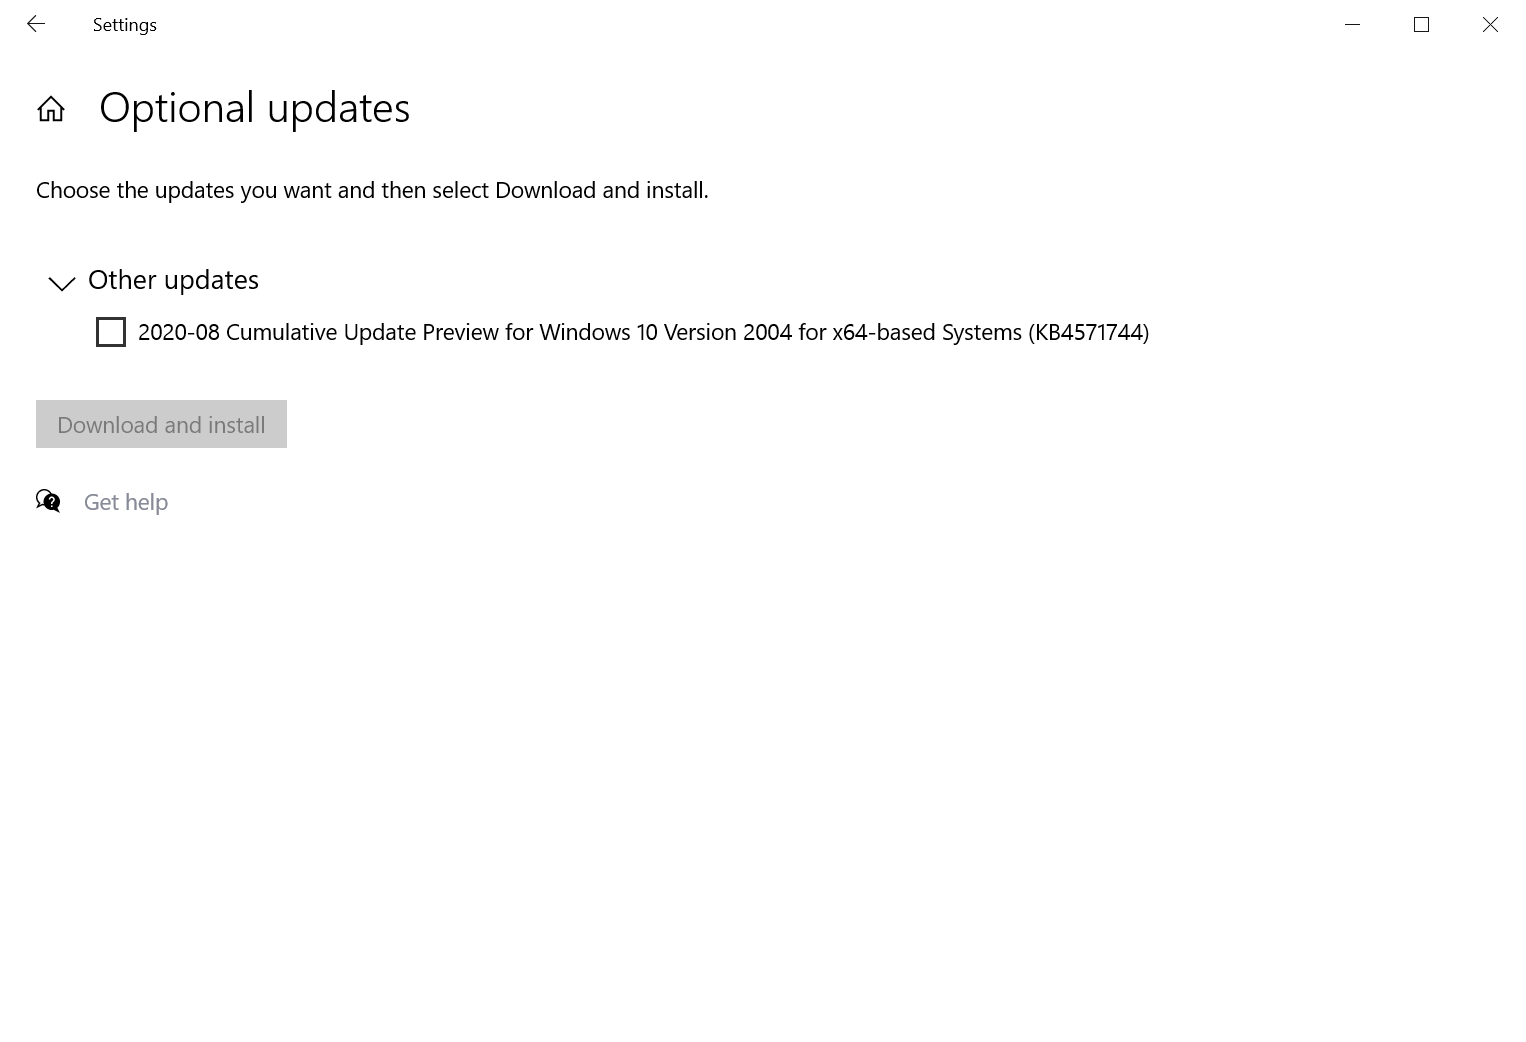 Settings
Optional updates
Choose the updates you want and then select Download and install.
Other updates
2020-08 Cumulative Update Preview for Windows 10 Version 2004 for x64-based Systems (KB4571744)
Download and install
Get help